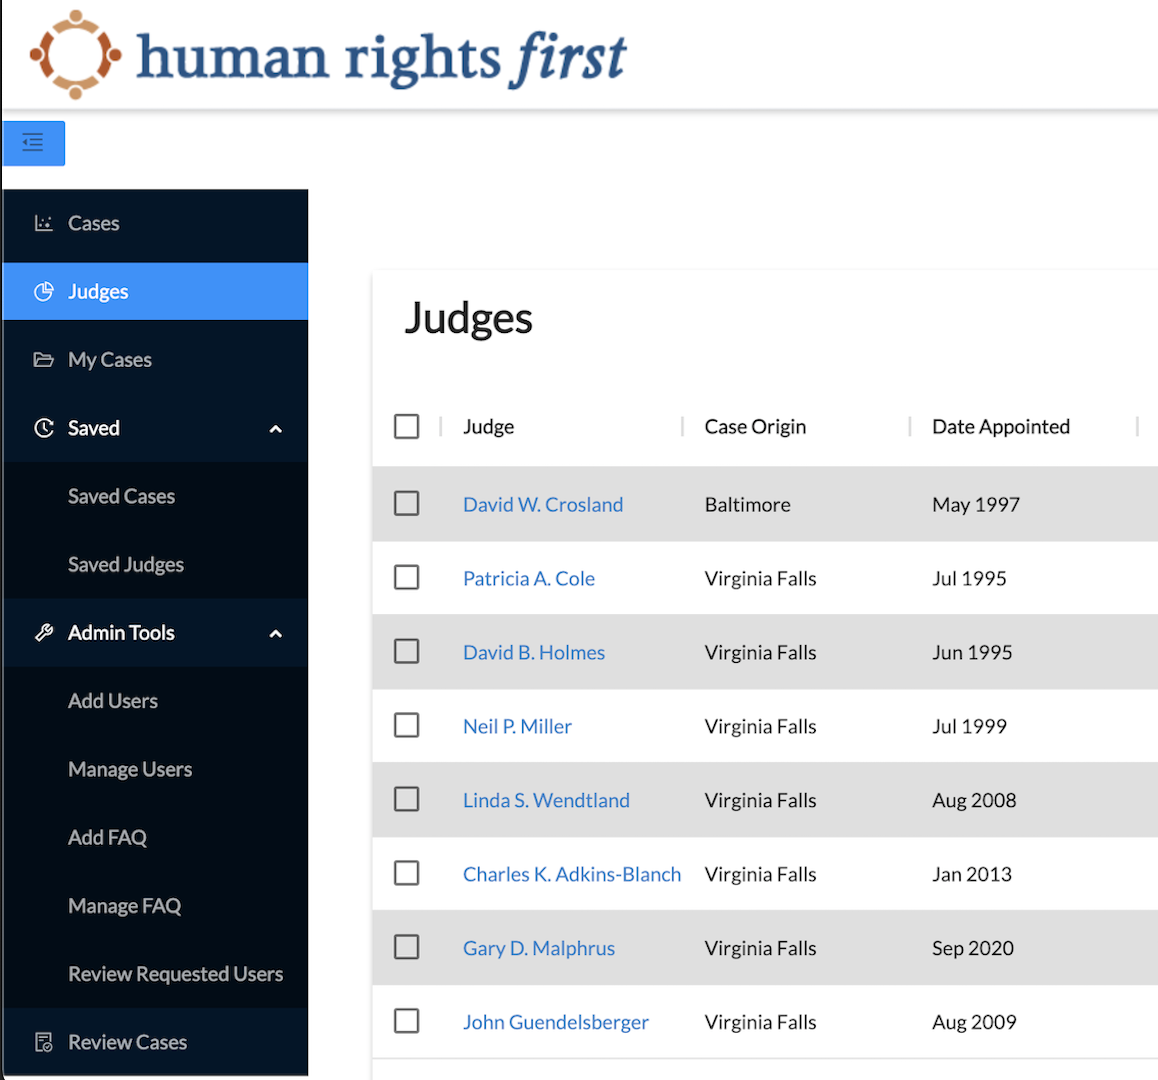 human rights first
Cases
Judges
My Cases
Saved
Saved Cases
Saved Judges
Admin Tools
Add Users
Manage Users
Add FAQ
Manage FAQ
Review Requested Users
Review Cases
Judges
Judge Case Origin Date Appointed
David W. Crosland Baltimore May 1997
Patricia A. Cole Virginia Falls Jul 1995
David B. Holmes Virginia Falls Jun 1995
Neil P. Miller Virginia Falls Jul 1999
Linda S. Wendtland Virginia Falls Aug 2008
Charles K. Adkins-Blanch Virginia Falls Jan 2013
Gary D. Malphrus Virginia Falls Sep 2020
John Guendelsberger Virginia Falls Aug 2009